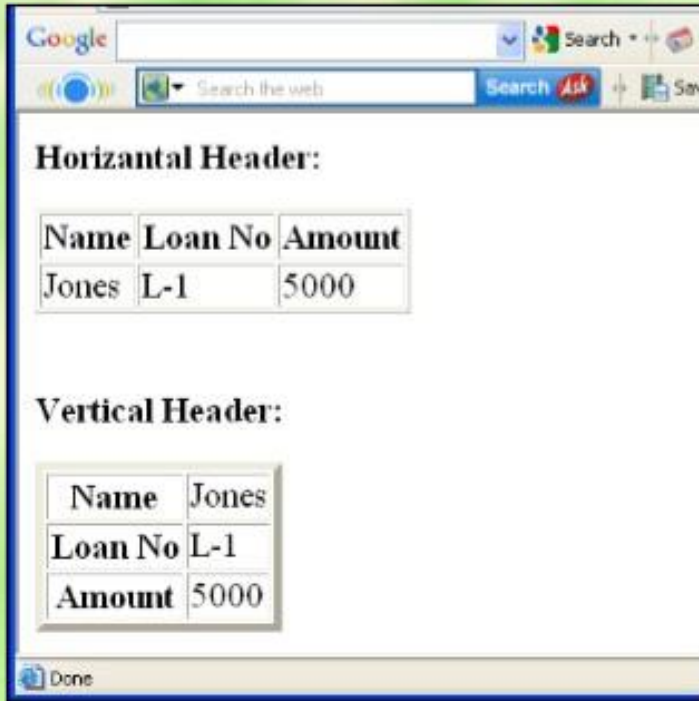 Google Search
Search the web Search Ask Sav
Horizantal Header:
Name Loan No Amount
Jones L-1 5000
Vertical Header:
Name Jones
Loan No L-1
Amount 5000
Done